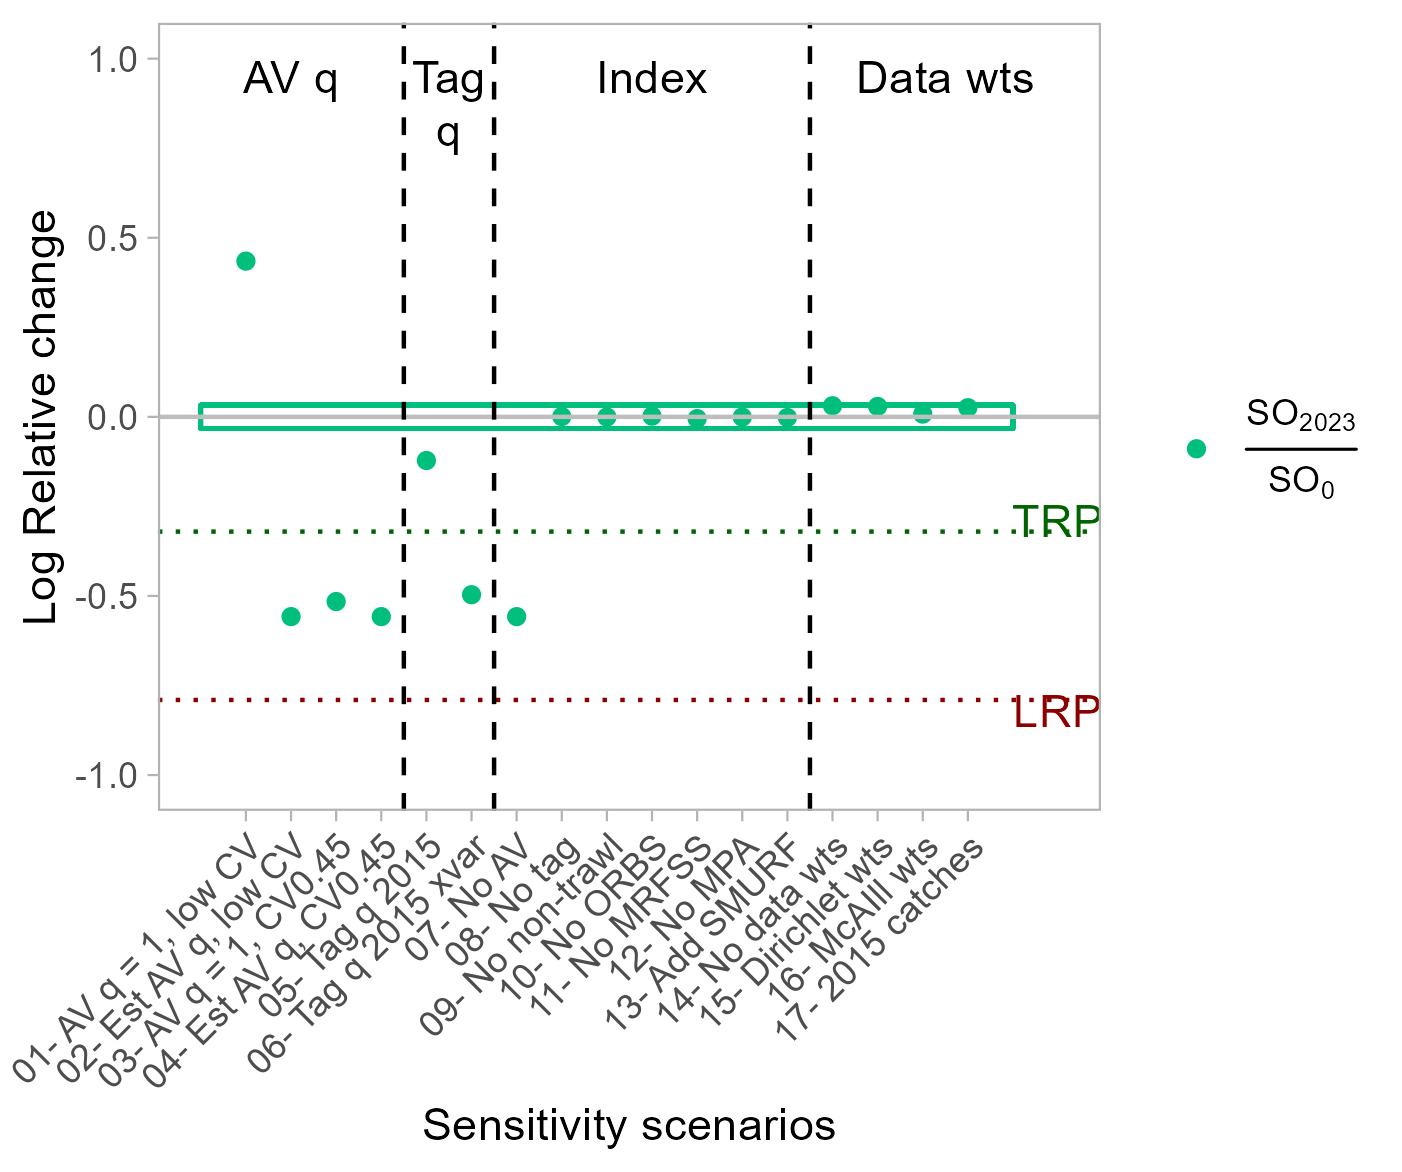 AV q
Tag
q
Index
Data wts
1.0
0.5
0.0
-0.5
-1.0
Log Relative change
TRP
LRP
SO2023
SO0
01- AV q = 1, low CV
02- Est AV q, low CV
03- AV q = 1, CV0.45
04- Est AV q, CV0.45
05- Tag q 2015
06- Tag q 2015 xvar
07- No AV
08- No tag
09- No non-trawl
10- No ORBS
11- No MRFSS
12- No MPA
13- Add SMURF
14- No data wts
15- Dirichlet wts
16- McAlll wts
17- 2015 catches
Sensitivity scenarios